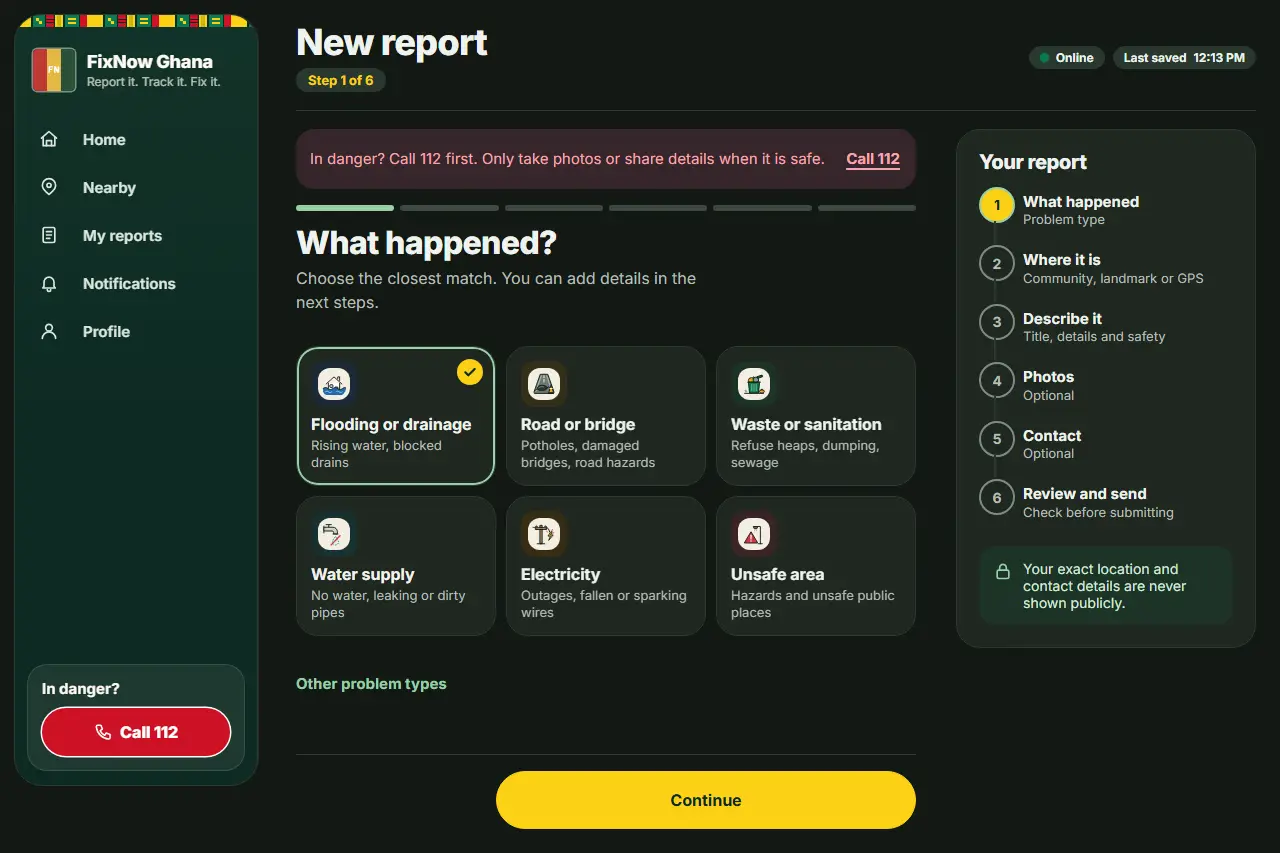 FN
FixNow Ghana
Report it. Track it. Fix it.
Home
Nearby
My reports
Notifications
Profile
In danger?
Call 112
New report
Step 1 of 6
Online
Last saved 12:13 PM
In danger? Call 112 first. Only take photos or share details when it is safe.
Call 112
What happened?
Choose the closest match. You can add details in the
next steps.
Flooding or drainage
Rising water, blocked
drains
Road or bridge
Potholes, damaged
bridges, road hazards
Waste or sanitation
Refuse heaps, dumping,
sewage
Water supply
No water, leaking or dirty
pipes
Electricity
Outages, fallen or sparking
wires
Unsafe area
Hazards and unsafe public
places
Other problem types
Continue
Your report
1
What happened
Problem type
2
Where it is
Community, landmark or GPS
3
Describe it
Title, details and safety
4
Photos
Optional
5
Contact
Optional
6
Review and send
Check before submitting
Your exact location and
contact details are never
shown publicly.